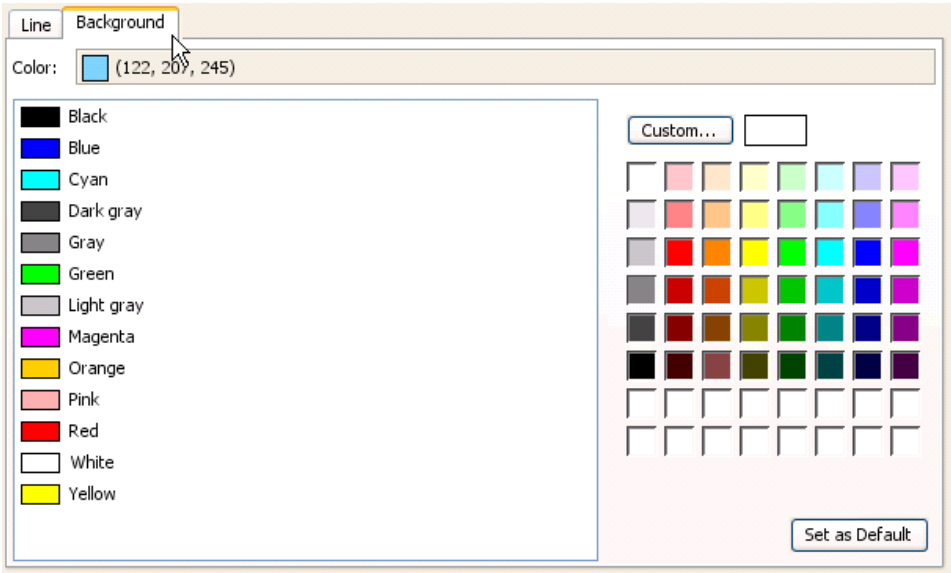 Line
Background
Color:
(122, 207, 245)
Black
Blue
Cyan
Dark gray
Gray
Green
Light gray
Magenta
Orange
Pink
Red
White
Yellow
Custom...
Set as Default